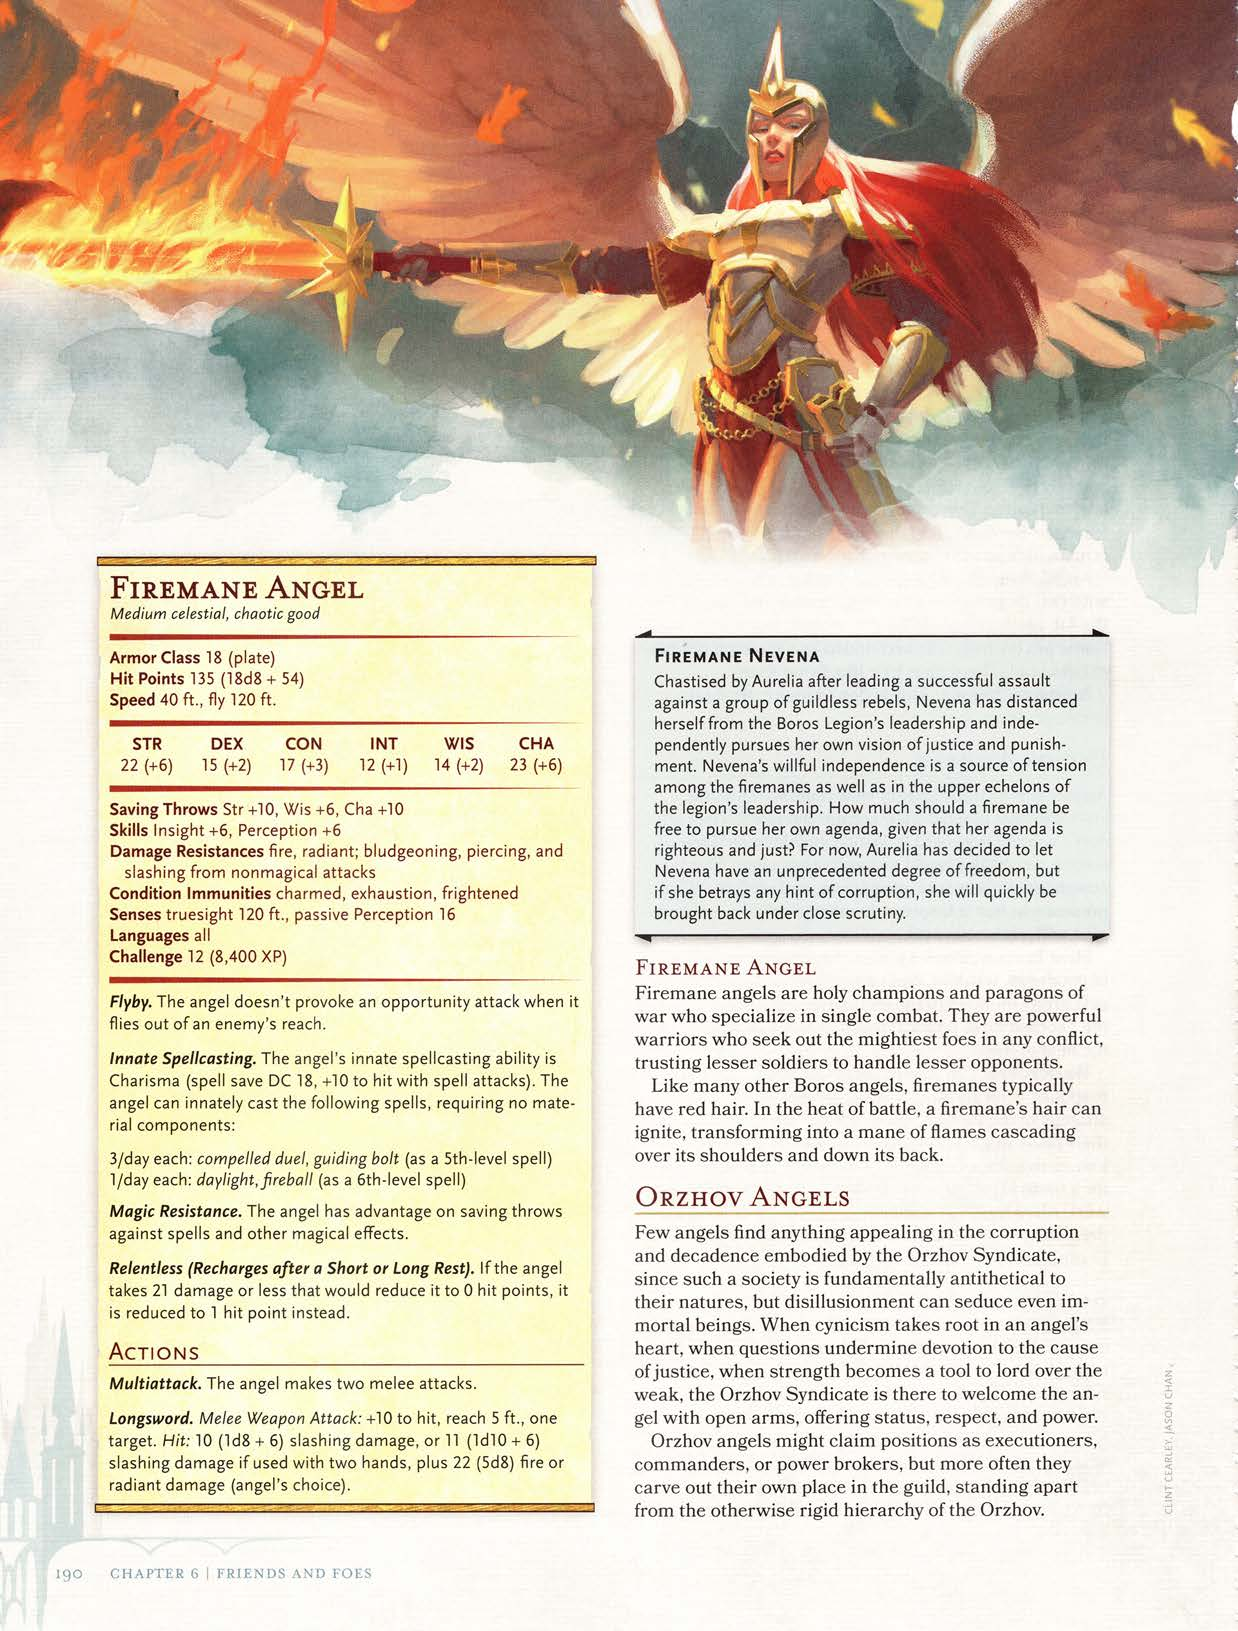 Firemane Angel
Medium celestial, chaotic good
Armor Class 18 (plate)
Hit Points 135 (18d8 + 54)
Speed 40 ft., fly 120 ft.
STR DEX CON INT WIS CHA
22 (+6) 15 (+2) 17 (+3) 12 (+1) 14 (+2) 23 (+6)
Saving Throws Str +10, Wis +6, Cha +10
Skills Insight +6, Perception +6
Damage Resistances fire, radiant; bludgeoning, piercing, and
slashing from nonmagical attacks
Condition Immunities charmed, exhaustion, frightened
Senses truesight 120 ft., passive Perception 16
Languages all
Challenge 12 (8,400 XP)
Flyby. The angel doesn't provoke an opportunity attack when it
flies out of an enemy's reach.
Innate Spellcasting. The angel's innate spellcasting ability is
Charisma (spell save DC 18, +10 to hit with spell attacks). The
angel can innately cast the following spells, requiring no mate-
rial components:
3/day each: compelled duel, guiding bolt (as a 5th-level spell)
1/day each: daylight, fireball (as a 6th-level spell)
Magic Resistance. The angel has advantage on saving throws
against spells and other magical effects.
Relentless (Recharges after a Short or Long Rest). If the angel
takes 21 damage or less that would reduce it to 0 hit points, it
is reduced to 1 hit point instead.
Actions
Multiattack. The angel makes two melee attacks.
Longsword. Melee Weapon Attack: +10 to hit, reach 5 ft., one
target. Hit: 10 (1d8 + 6) slashing damage, or 11 (1d10 + 6)
slashing damage if used with two hands, plus 22 (5d8) fire or
radiant damage (angel's choice).
Firemane Nevena
Chastised by Aurelia after leading a successful assault
against a group of guildless rebels, Nevena has distanced
herself from the Boros Legion's leadership and inde-
pendently pursues her own vision of justice and punish-
ment. Nevena's willful independence is a source of tension
among the firemanes as well as in the upper echelons of
the legion's leadership. How much should a firemane be
free to pursue her own agenda, given that her agenda is
righteous and just? For now, Aurelia has decided to let
Nevena have an unprecedented degree of freedom, but
if she betrays any hint of corruption, she will quickly be
brought back under close scrutiny.
Firemane Angel
Firemane angels are holy champions and paragons of
war who specialize in single combat. They are powerful
warriors who seek out the mightiest foes in any conflict,
trusting lesser soldiers to handle lesser opponents.
Like many other Boros angels, firemanes typically
have red hair. In the heat of battle, a firemane's hair can
ignite, transforming into a mane of flames cascading
over its shoulders and down its back.
Orzhov Angels
Few angels find anything appealing in the corruption
and decadence embodied by the Orzhov Syndicate,
since such a society is fundamentally antithetical to
their natures, but disillusionment can seduce even im-
mortal beings. When cynicism takes root in an angel's
heart, when questions undermine devotion to the cause
of justice, when strength becomes a tool to lord over the
weak, the Orzhov Syndicate is there to welcome the an-
gel with open arms, offering status, respect, and power.
Orzhov angels might claim positions as executioners,
commanders, or power brokers, but more often they
carve out their own place in the guild, standing apart
from the otherwise rigid hierarchy of the Orzhov.
CLINT CEARLEY, JASON CHAN
190 CHAPTER 6 | FRIENDS AND FOES